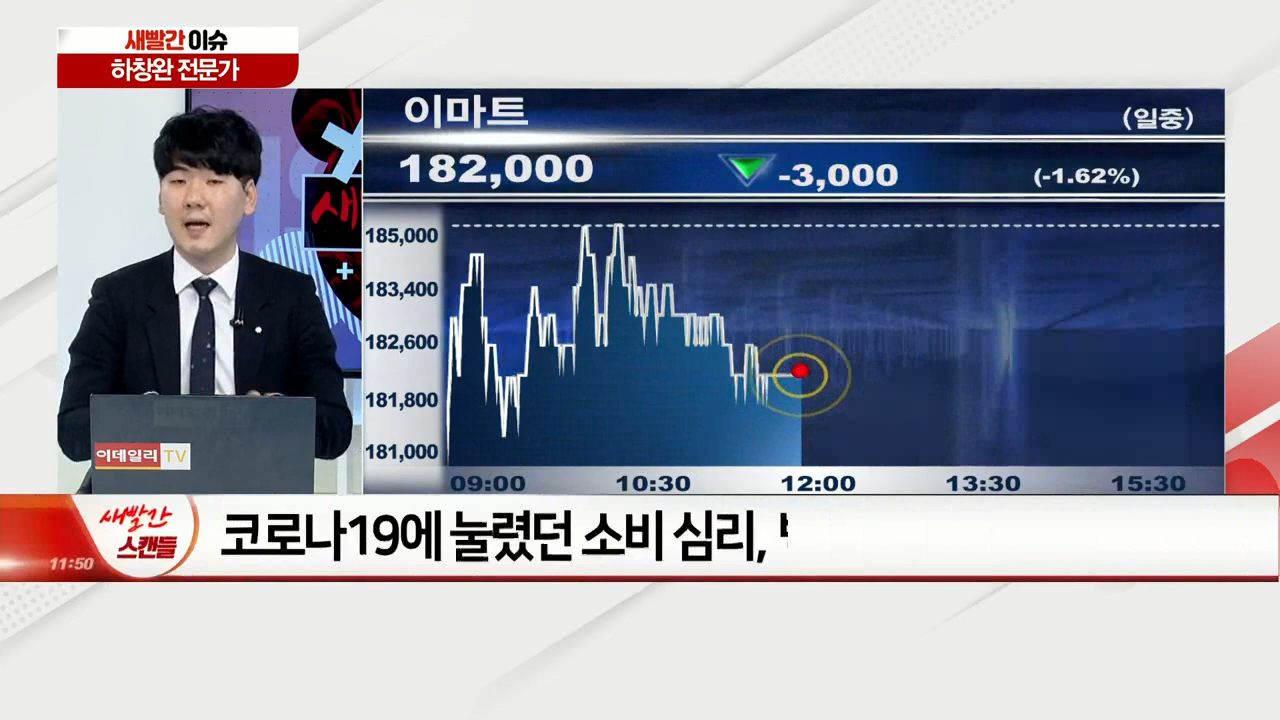 새빨간 이슈
하창완 전문가
이마트
(일중)
182,000
-3,000
(-1.62%)
185,000
183,400
182,600
181,800
181,000
09:00
10:30
12:00
13:30
15:30
새
이데일리 TV
새빨간
스캔들
11:50
코로나19에 눌렸던 소비 심리,